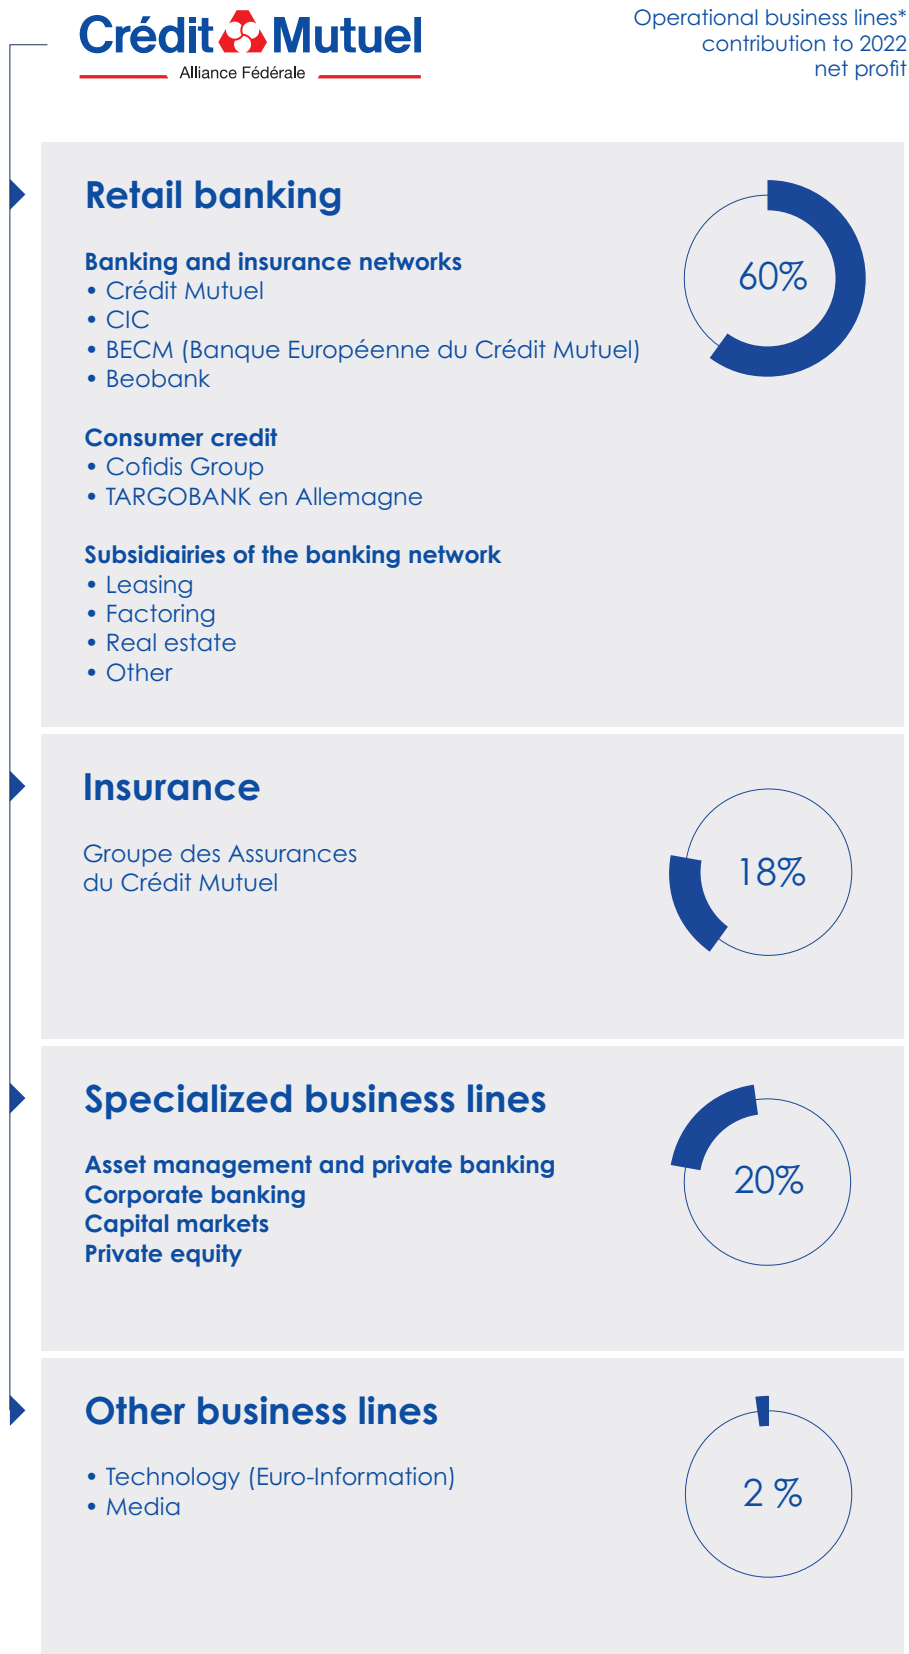 Crédit Mutuel
Alliance Fédérale
Operational business lines*
contribution to 2022
net profit
Retail banking
Banking and insurance networks
• Crédit Mutuel
• CIC
• BECM (Banque Européenne du Crédit Mutuel)
• Beobank
60%
Consumer credit
• Cofidis Group
• TARGOBANK en Allemagne
Subsidiairies of the banking network
• Leasing
• Factoring
• Real estate
• Other
Insurance
Groupe des Assurances
du Crédit Mutuel
18%
Specialized business lines
Asset management and private banking
Corporate banking
Capital markets
Private equity
20%
Other business lines
• Technology (Euro-Information)
• Media
2 %